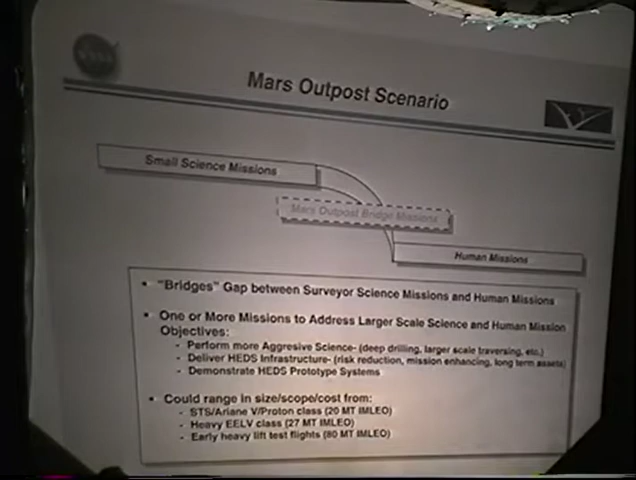 NASA
Mars Outpost Scenario
Small Science Missions
Mars Outpost Bridge Missions
Human Missions
• "Bridges" Gap between Surveyor Science Missions and Human Missions
• One or More Missions to Address Larger Scale Science and Human Mission
Objectives:
- Perform more Aggresive Science- (deep drilling, larger scale traversing, etc.)
- Deliver HEDS Infrastructure- (risk reduction, mission enhancing, long term assets)
- Demonstrate HEDS Prototype Systems
• Could range in size/scope/cost from:
- STS/Ariane V/Proton class (20 MT IMLEO)
- Heavy EELV class (27 MT IMLEO)
- Early heavy lift test flights (80 MT IMLEO)